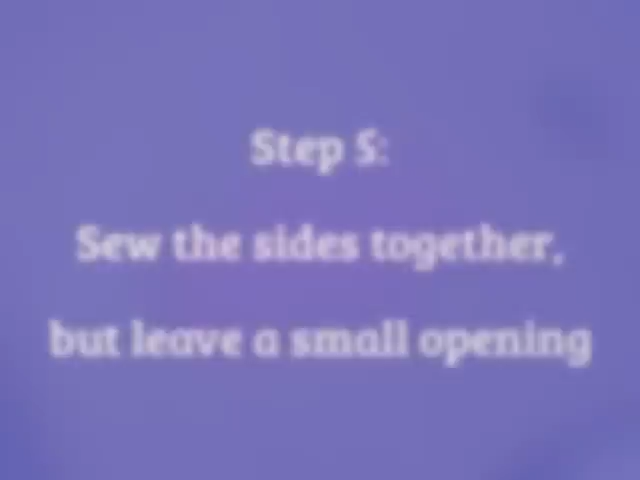 Step 5:
Sew the sides together,
but leave a small opening